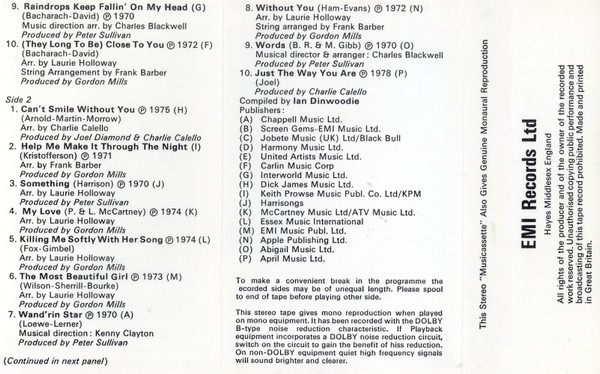 9. Raindrops Keep Fallin' On My Head (G)
(Bacharach-David) ℗ 1970
Music direction arr. by Charles Blackwell
Produced by Peter Sullivan
10. (They Long To Be) Close To You ℗ 1972 (F)
(Bacharach-David)
Arr. by Laurie Holloway
String Arrangement by Frank Barber
Produced by Gordon Mills
Side 2
1. Can't Smile Without You ℗ 1975 (H)
(Arnold-Martin-Morrow)
Arr. by Charlie Calello
Produced by Joel Diamond & Charlie Calello
2. Help Me Make It Through The Night (I)
(Kristofferson) ℗ 1971
Arr. by Frank Barber
Produced by Gordon Mills
3. Something (Harrison) ℗ 1970 (J)
Arr. by Laurie Holloway
Produced by Peter Sullivan
4. My Love (P. & L. McCartney) ℗ 1974 (K)
Arr. by Laurie Holloway
Produced by Gordon Mills
5. Killing Me Softly With Her Song ℗ 1974 (L)
(Fox-Gimbel)
Arr. by Laurie Holloway
Produced by Gordon Mills
6. The Most Beautiful Girl ℗ 1973 (M)
(Wilson-Sherrill-Bourke)
Arr. by Laurie Holloway
Produced by Gordon Mills
7. Wand'rin Star ℗ 1970 (A)
(Loewe-Lerner)
Musical direction: Kenny Clayton
Produced by Peter Sullivan
(Continued in next panel)
8. Without You (Ham-Evans) ℗ 1972 (N)
Arr. by Laurie Holloway
String arranged by Frank Barber
Produced by Gordon Mills
9. Words (B. R. & M. Gibb) ℗ 1970 (O)
Musical director & arranger: Charles Blackwell
Produced by Peter Sullivan
10. Just The Way You Are ℗ 1978 (P)
(Joel)
Produced by Charlie Calello
Compiled by Ian Dinwoodie
Publishers:
(A) Chappell Music Ltd.
(B) Screen Gems-EMI Music Ltd.
(C) Jobete Music (UK) Ltd/Black Bull
(D) Harmony Music Ltd.
(E) United Artists Music Ltd.
(F) Carlin Music Corp
(G) Interworld Music Ltd.
(H) Dick James Music Ltd.
(I) Keith Prowse Music Publ. Co. Ltd/KPM
(J) Harrisongs
(K) McCartney Music Ltd/ATV Music Ltd.
(L) Essex Music International
(M) EMI Music Publ. Ltd.
(N) Apple Publishing Ltd.
(O) Abigail Music Ltd.
(P) April Music Ltd.
To make a convenient break in the programme the
ecorded sides may be of unequal length. Please spool
to end of tape before playing other side.
This stereo tape gives mono reproduction when played
on mono equipment. It has been recorded with the DOLBY
B-type noise reduction characteristic. If Playback
equipment incorporates a DOLBY noise reduction circuit,
switch on the circuit to gain the benefit of hiss reduction.
On non-DOLBY equipment quiet high frequency signals
will sound brighter and clearer.
This Stereo "Musicassette" Also Gives Genuine Monaural Reproduction
EMI Records Ltd
Hayes Middlesex England
All rights of the producer and of the owner of the recorded
work reserved. Unauthorised copying public performance and
broadcasting of this tape record prohibited. Made and printed
in Great Britain.